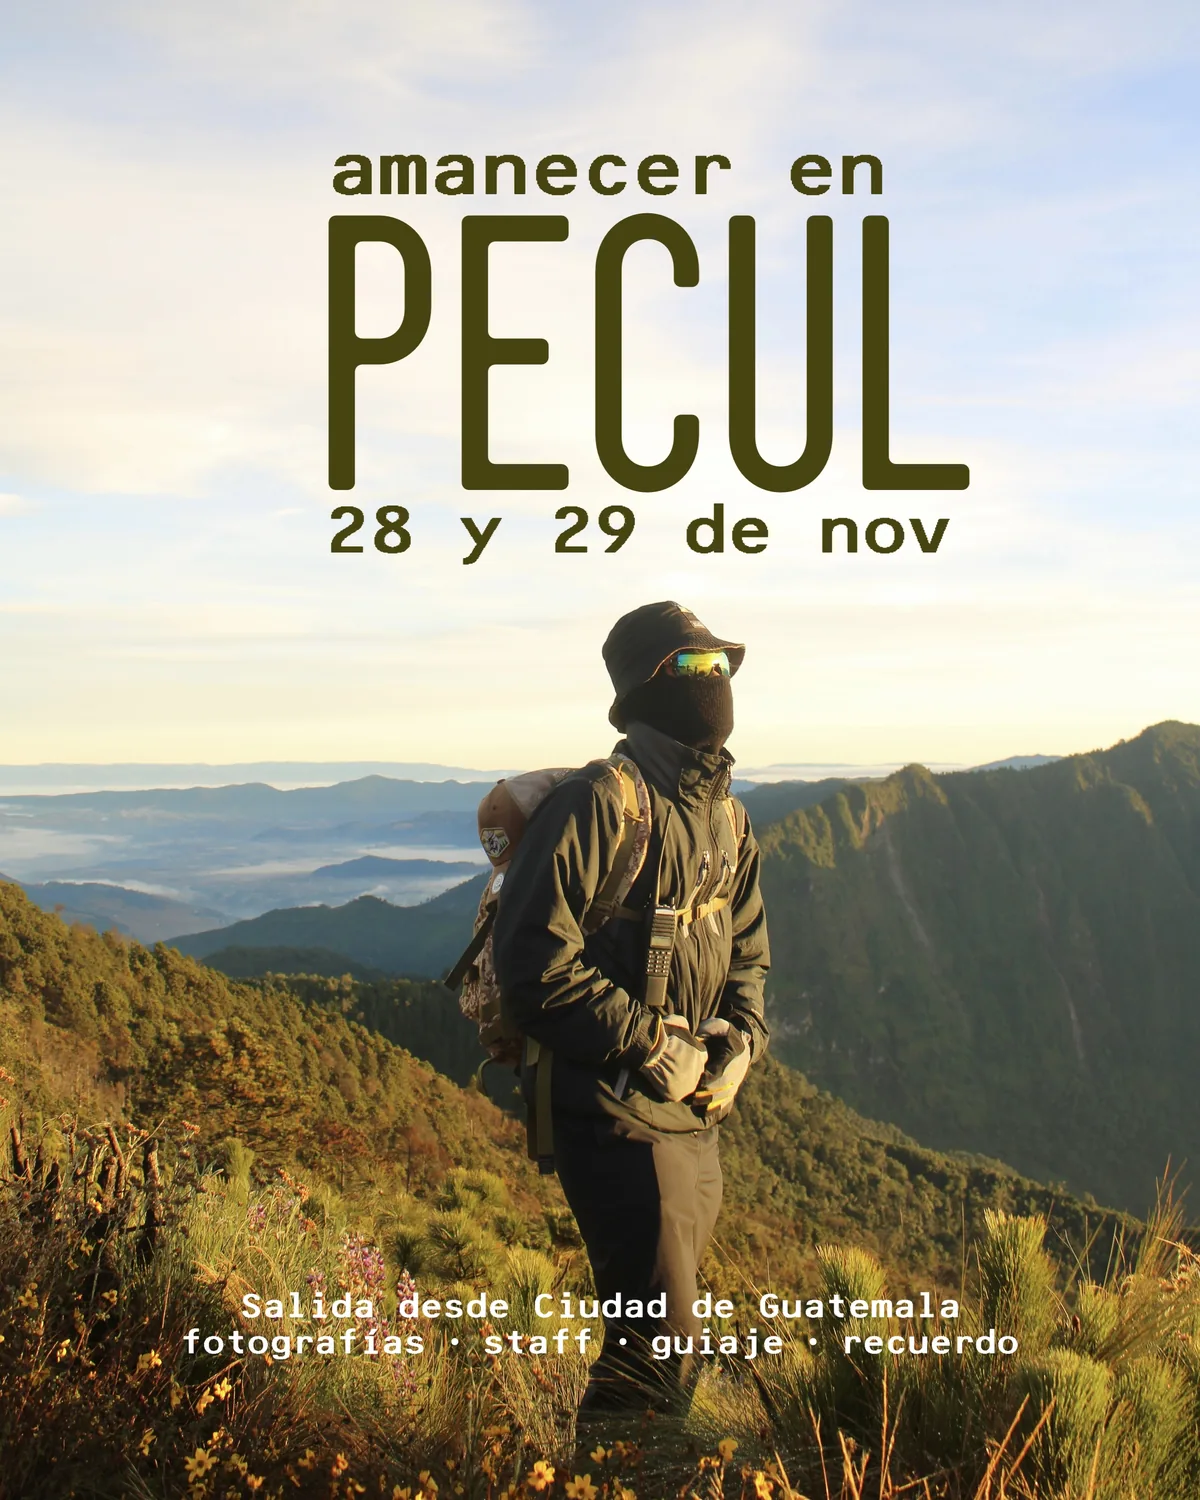 amanecer en
PECUL
28 y 29 de nov
Salida desde Ciudad de Guatemala
fotografías · staff · guiaje · recuerdo